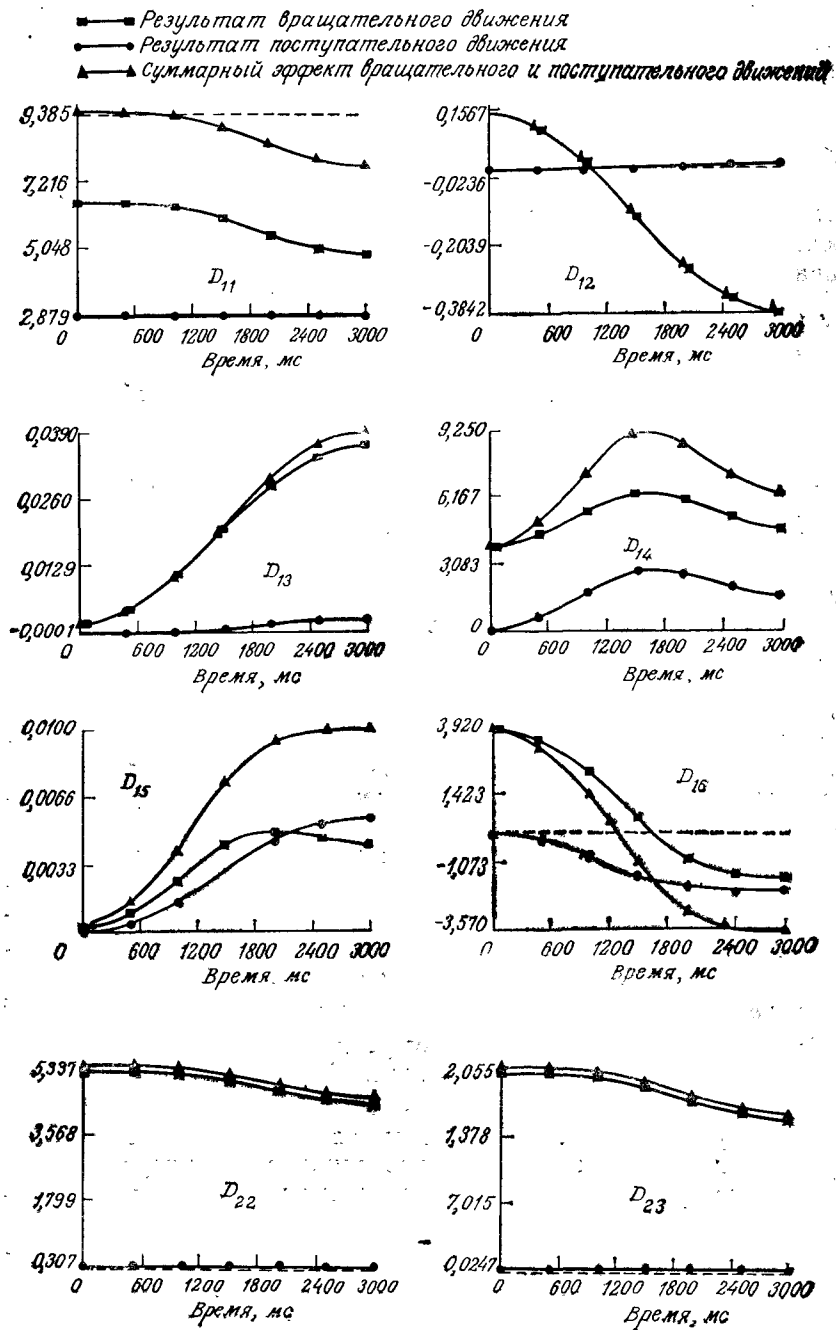 Результат вращательного движения
Результат поступательного движения
Суммарный эффект вращательного и поступательного движений
9,385
7,216
5,048
2,879
D11
0 600 1200 1800 2400 3000
Время, мс
0,1567
-0,0236
-0,2039
-0,3842
D12
0 600 1200 1800 2400 3000
Время, мс
0,0390
0,0260
0,0129
-0,0001
D13
0 600 1200 1800 2400 3000
Время, мс
9,250
6,167
3,083
0
D14
600 1200 1800 2400 3000
Время, мс
0,0100
0,0066
0,0033
0
D15
600 1200 1800 2400 3000
Время, мс
3,920
1,423
-1,073
-3,570
D16
0 600 1200 1800 2400 3000
Время, мс
5,337
3,568
1,799
0,307
D22
0 600 1200 1800 2400 3000
Время, мс
2,055
1,378
7,015
0,0247
D23
0 600 1200 1800 2400 3000
Время, мс